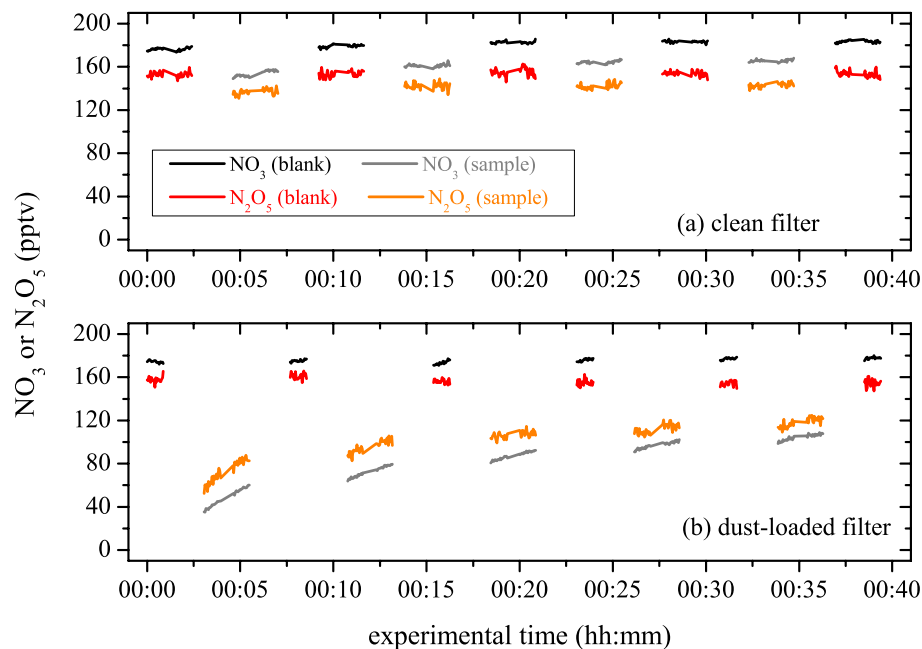 200
160
120
80
40
0
NO₃ (blank) NO₃ (sample)
N₂O₅ (blank) N₂O₅ (sample)
(a) clean filter
00:00 00:05 00:10 00:15 00:20 00:25 00:30 00:35 00:40
NO₃ or N₂O₅ (pptv)
200
160
120
80
40
0
(b) dust-loaded filter
00:00 00:05 00:10 00:15 00:20 00:25 00:30 00:35 00:40
experimental time (hh:mm)